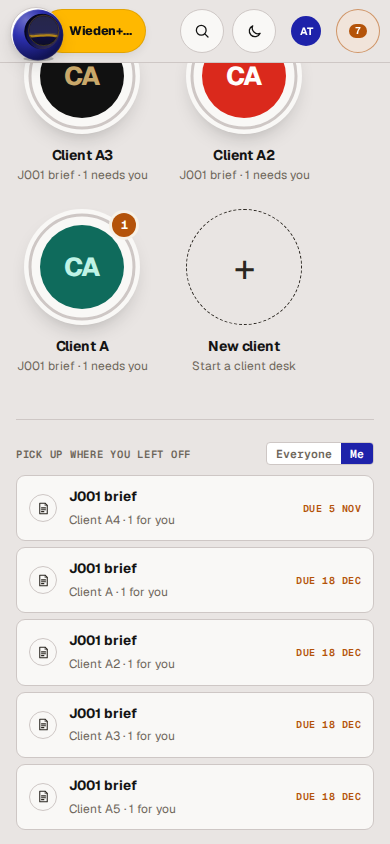 Wieden+...
AT
7
CA
CA
Client A3
Client A2
J001 brief · 1 needs you
J001 brief · 1 needs you
1
CA
+
Client A
New client
J001 brief · 1 needs you
Start a client desk
PICK UP WHERE YOU LEFT OFF
Everyone
Me
J001 brief
Client A4 · 1 for you
DUE 5 NOV
J001 brief
Client A · 1 for you
DUE 18 DEC
J001 brief
Client A2 · 1 for you
DUE 18 DEC
J001 brief
Client A3 · 1 for you
DUE 18 DEC
J001 brief
Client A5 · 1 for you
DUE 18 DEC